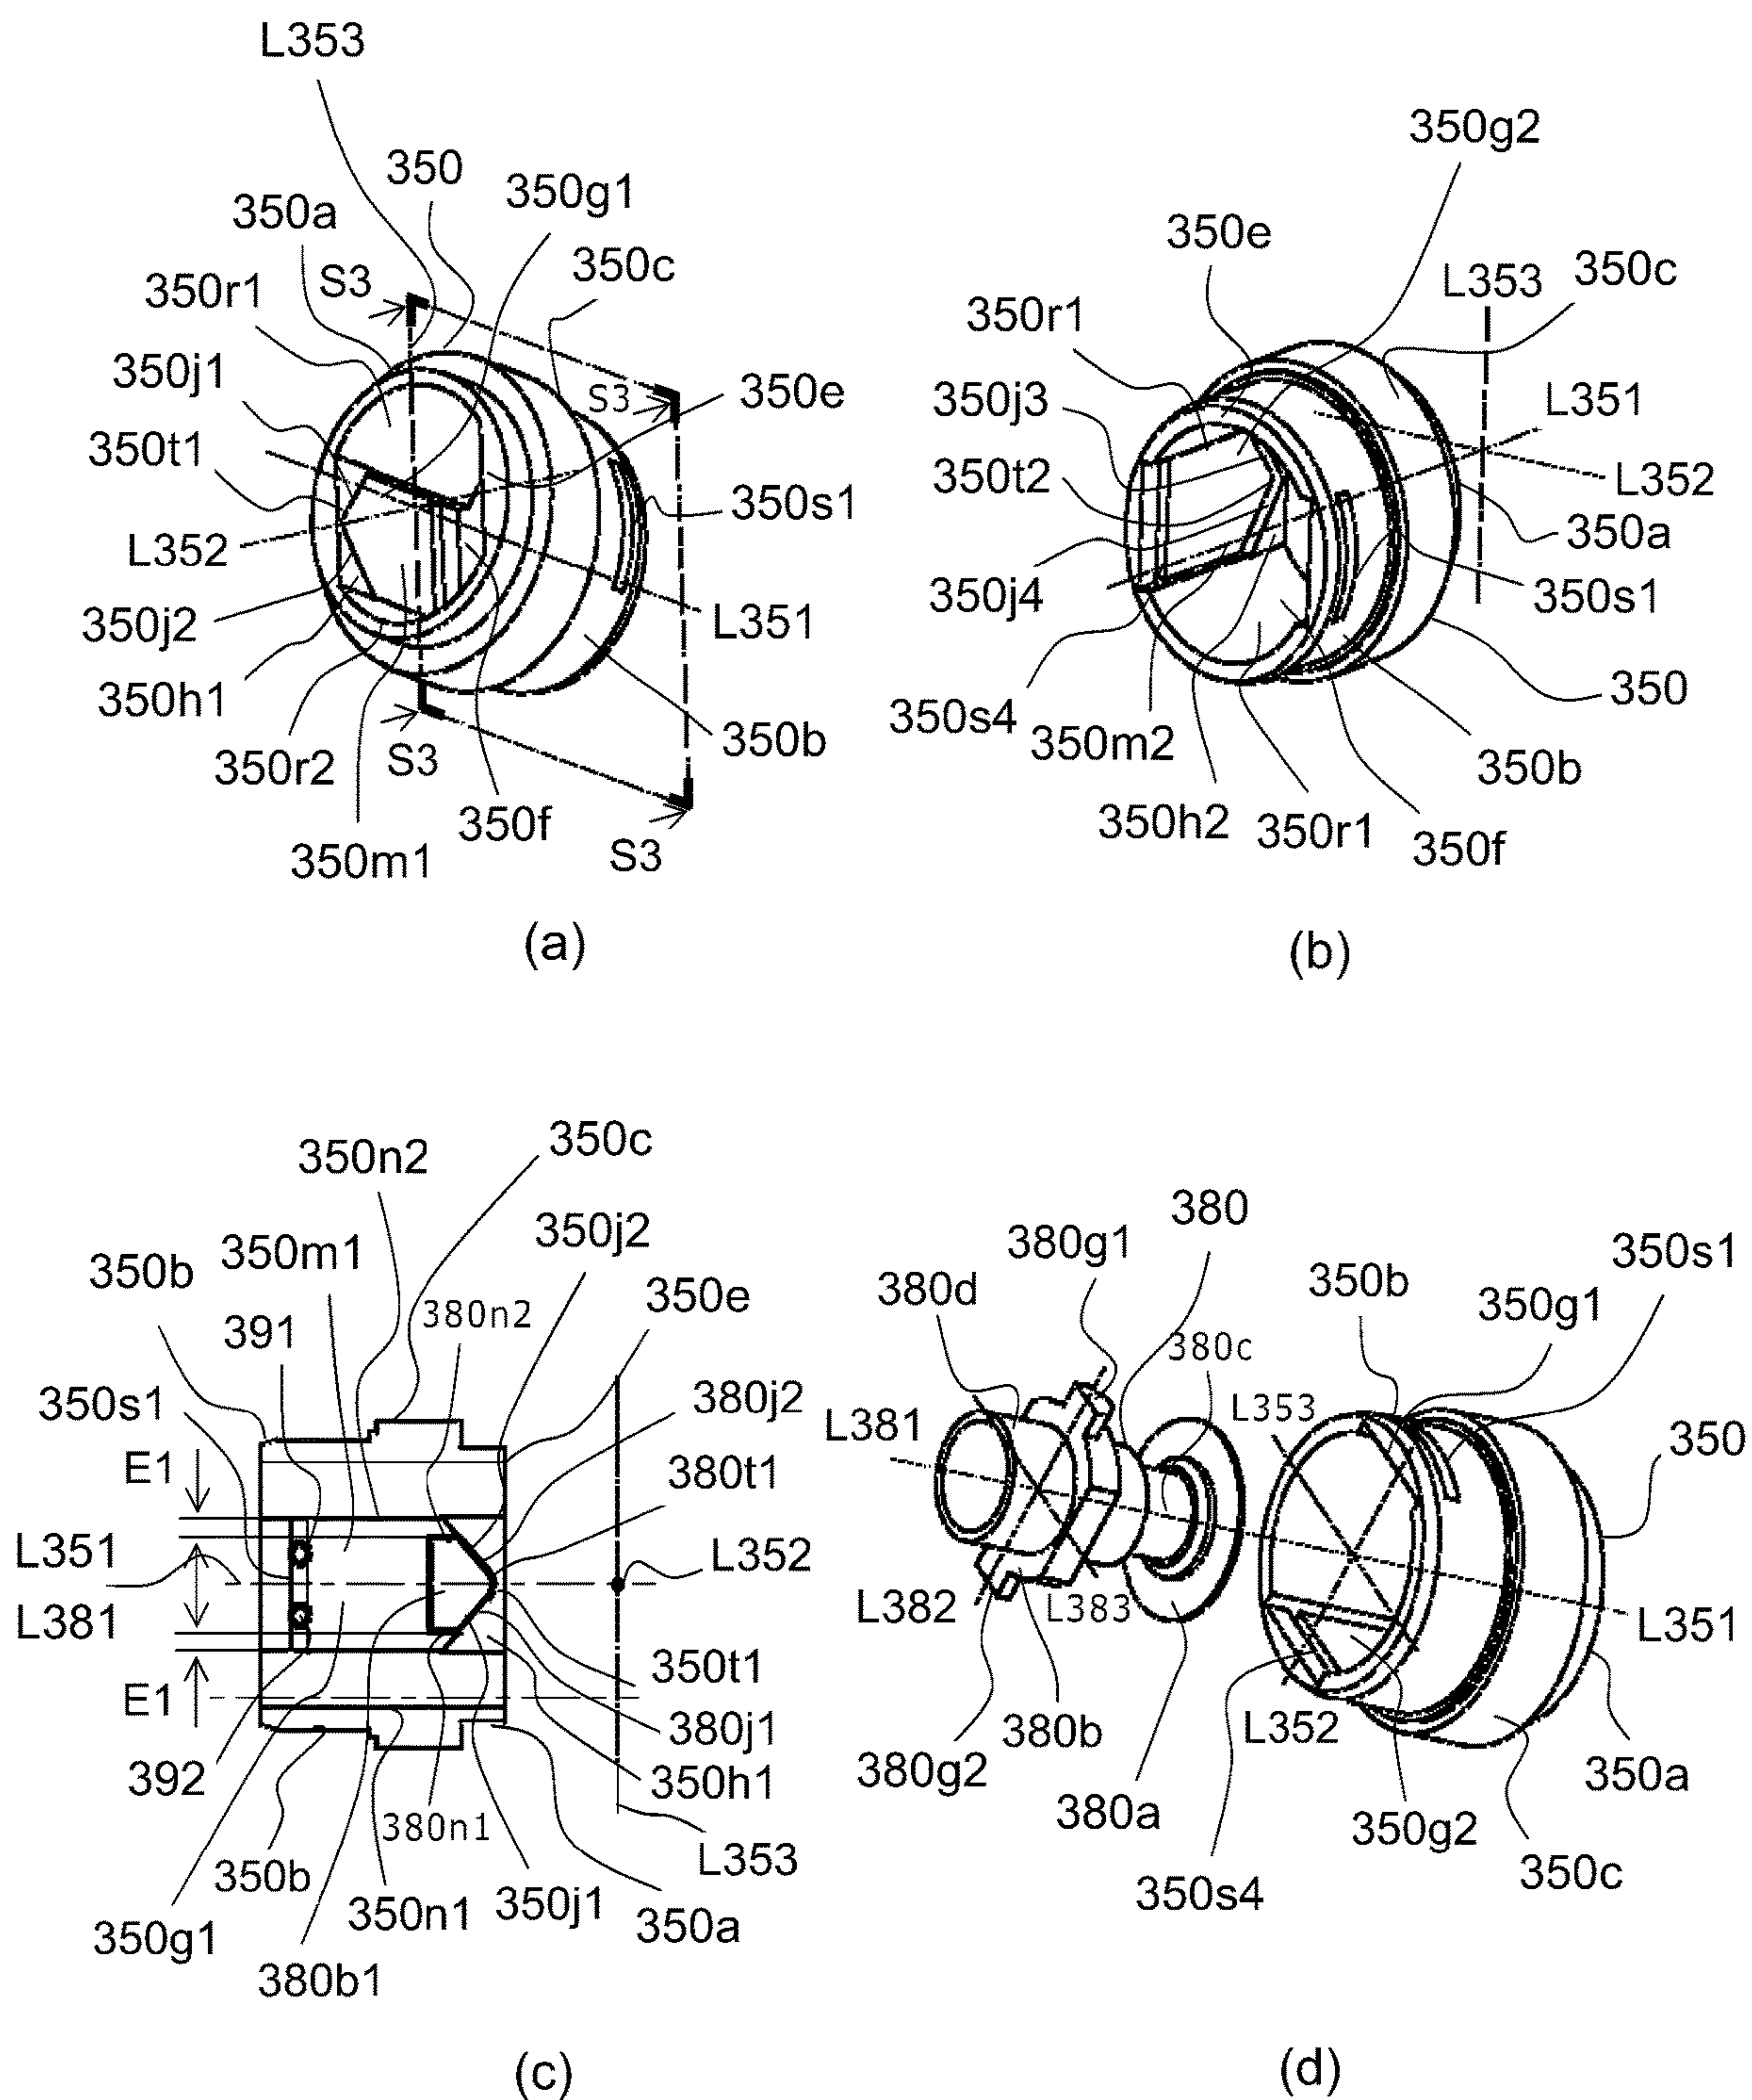 L353
350
350g1
350a
350c
S3
350r1
350j1
S3
350e
350t1
350s1
L352
350j2
L351
350h1
350b
350r2
S3
350f
350m1
S3
(a)
350g2
350e
350c
L353
350r1
350j3
L351
350t2
L352
350a
350j4
350s1
350s4
350
350m2
350b
350h2
350r1
350f
(b)
350c
350n2
350j2
350m1
350b
350e
380n2
391
380j2
350s1
E1
380t1
L351
L352
L381
350t1
E1
380j1
392
350h1
380n1
L353
350b
350n1
350j1
350a
350g1
380b1
(c)
380
380g1
350s1
350b
380d
350g1
380c
L353
L381
350
L382
L383
L351
L352
380b
380g2
350a
380a
350g2
350c
350s4
(d)